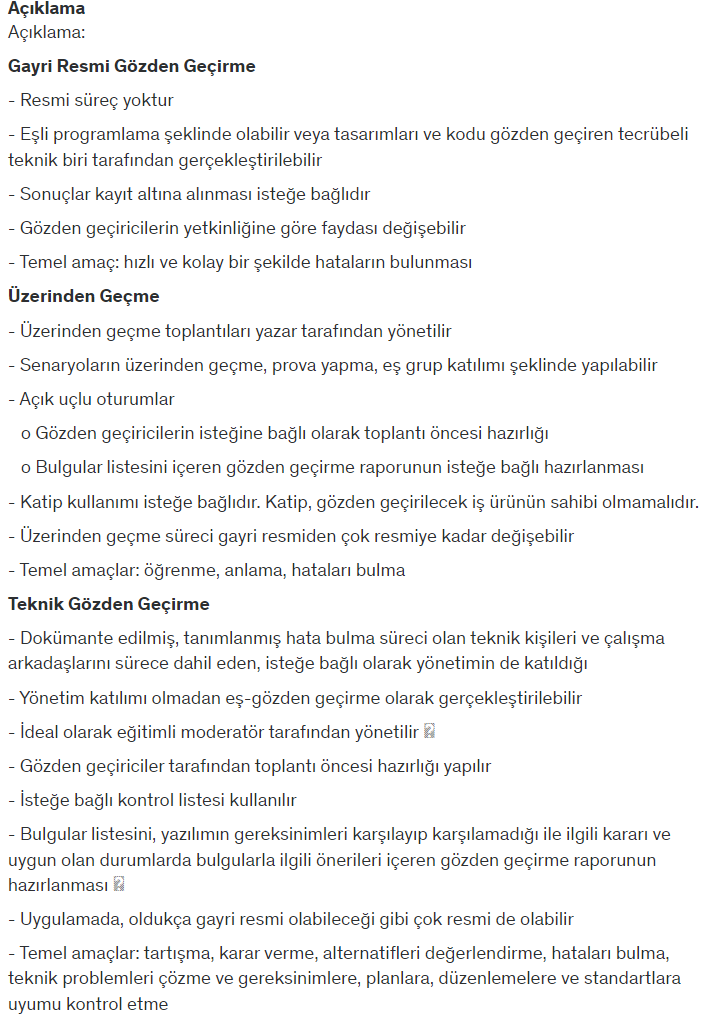 Açıklama
Açıklama:
Gayri Resmi Gözden Geçirme
- Resmi süreç yoktur
- Eşli programlama şeklinde olabilir veya tasarımları ve kodu gözden geçiren tecrübeli
teknik biri tarafından gerçekleştirilebilir
- Sonuçlar kayıt altına alınması isteğe bağlıdır
- Gözden geçiricilerin yetkinliğine göre faydası değişebilir
- Temel amaç: hızlı ve kolay bir şekilde hataların bulunması
Üzerinden Geçme
- Üzerinden geçme toplantıları yazar tarafından yönetilir
- Senaryoların üzerinden geçme, prova yapma, eş grup katılımı şeklinde yapılabilir
- Açık uçlu oturumlar
o Gözden geçiricilerin isteğine bağlı olarak toplantı öncesi hazırlığı
o Bulgular listesini içeren gözden geçirme raporunun isteğe bağlı hazırlanması
- Katip kullanımı isteğe bağlıdır. Katip, gözden geçirilecek iş ürünün sahibi olmamalıdır.
- Üzerinden geçme süreci gayri resmiden çok resmiye kadar değişebilir
- Temel amaçlar: öğrenme, anlama, hataları bulma
Teknik Gözden Geçirme
- Dokümante edilmiş, tanımlanmış hata bulma süreci olan teknik kişileri ve çalışma
arkadaşlarını sürece dahil eden, isteğe bağlı olarak yönetimin de katıldığı
- Yönetim katılımı olmadan eş-gözden geçirme olarak gerçekleştirilebilir
- İdeal olarak eğitimli moderatör tarafından yönetilir
- Gözden geçiriciler tarafından toplantı öncesi hazırlığı yapılır
- İsteğe bağlı kontrol listesi kullanılır
- Bulgular listesini, yazılımın gereksinimleri karşılayıp karşılamadığı ile ilgili kararı ve
uygun olan durumlarda bulgularla ilgili önerileri içeren gözden geçirme raporunun
hazırlanması
- Uygulamada, oldukça gayri resmi olabileceği gibi çok resmi de olabilir
- Temel amaçlar: tartışma, karar verme, alternatifleri değerlendirme, hataları bulma,
teknik problemleri çözme ve gereksinimlere, planlara, düzenlemelere ve standartlara
uyumu kontrol etme